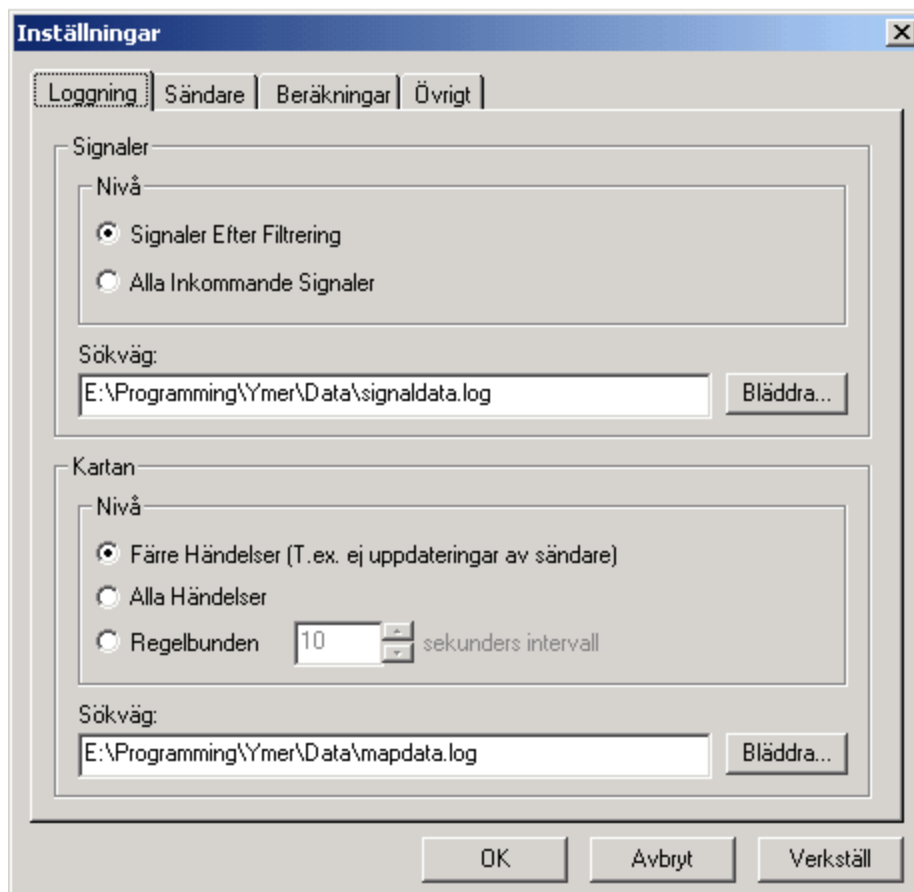 Inställningar
Loggning Sändare Beräkningar Övrigt
Signaler
Nivå
Signaler Efter Filtrering
Alla Inkommande Signaler
Sökväg:
E:\Programming\Ymer\Data\signaldata.log Bläddra...
Kartan
Nivå
Färre Händelser (T.ex. ej uppdateringar av sändare)
Alla Händelser
Regelbunden 10 sekunders intervall
Sökväg:
E:\Programming\Ymer\Data\mapdata.log Bläddra...
OK Avbryt Verkställ